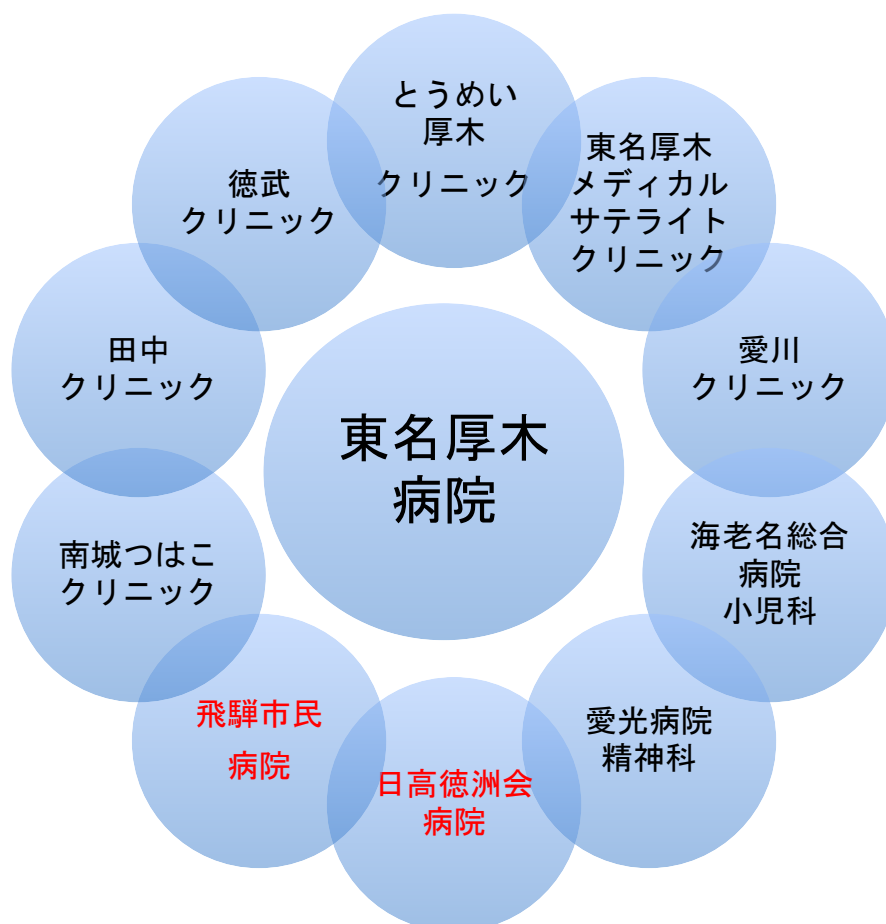 とうめい
厚木
クリニック
東名厚木
メディカル
サテライト
クリニック
愛川
クリニック
海老名総合
病院
小児科
愛光病院
精神科
日高徳洲会
病院
飛騨市民
病院
南城つはこ
クリニック
田中
クリニック
徳武
クリニック
東名厚木
病院